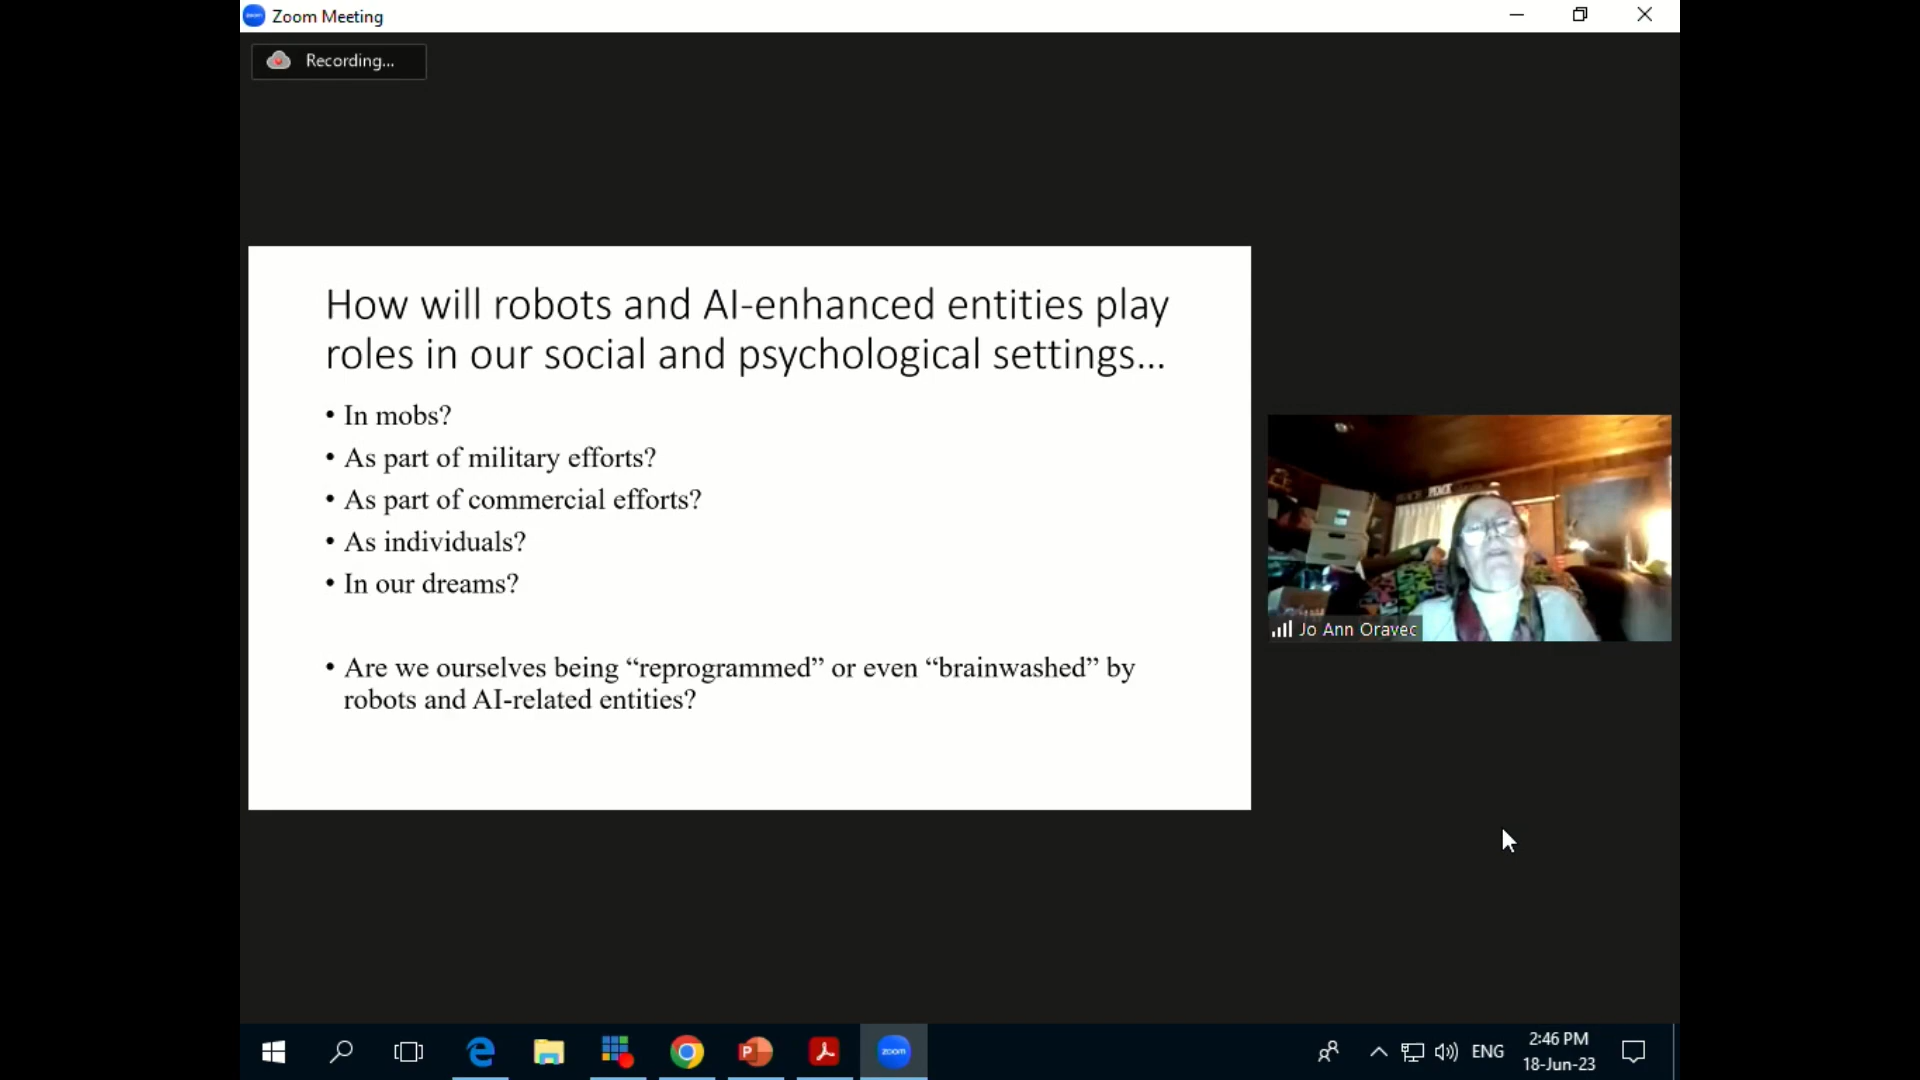 Zoom Meeting
Recording...
How will robots and AI-enhanced entities play
roles in our social and psychological settings...
• In mobs?
• As part of military efforts?
• As part of commercial efforts?
• As individuals?
• In our dreams?
• Are we ourselves being “reprogrammed” or even “brainwashed” by
robots and AI-related entities?
PEACE
Jo Ann Oravec
zoom
ENG
2:46 PM
18-Jun-23